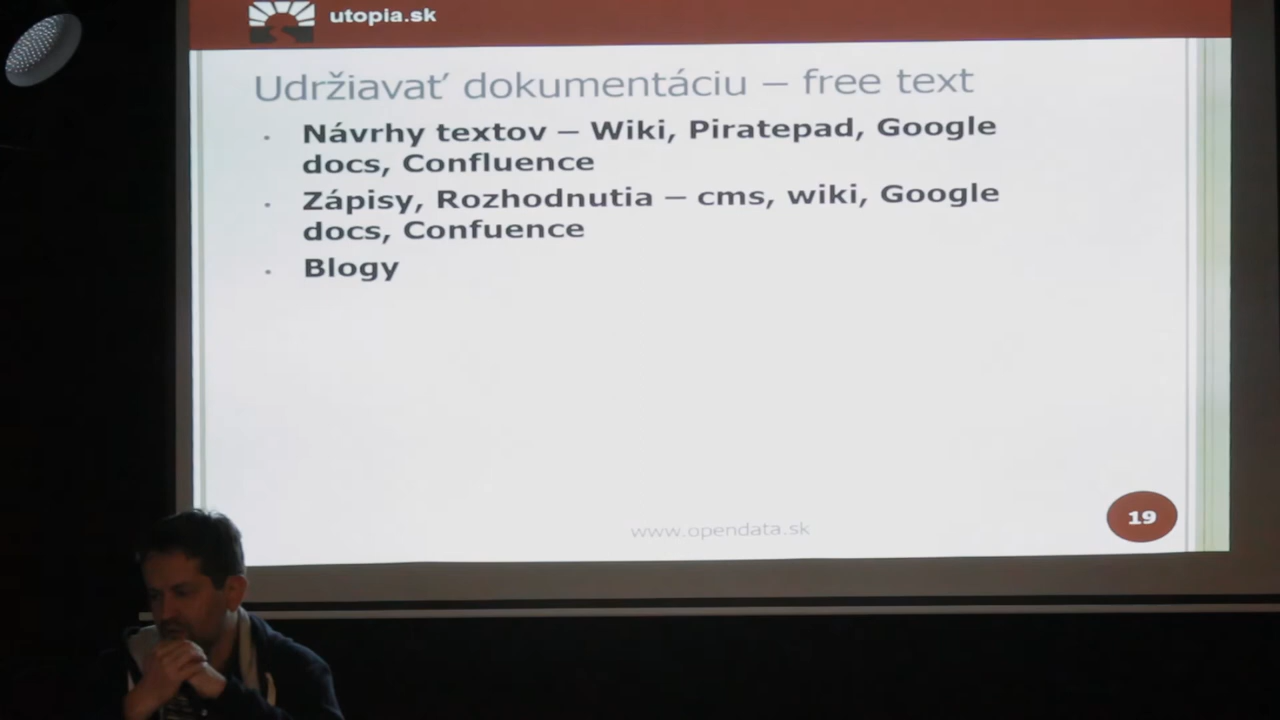 utopia.sk
Udržiavať dokumentáciu – free text
Návrhy textov – Wiki, Piratepad, Google
docs, Confluence
Zápisy, Rozhodnutia – cms, wiki, Google
docs, Confuence
Blogy
www.opendata.sk
19